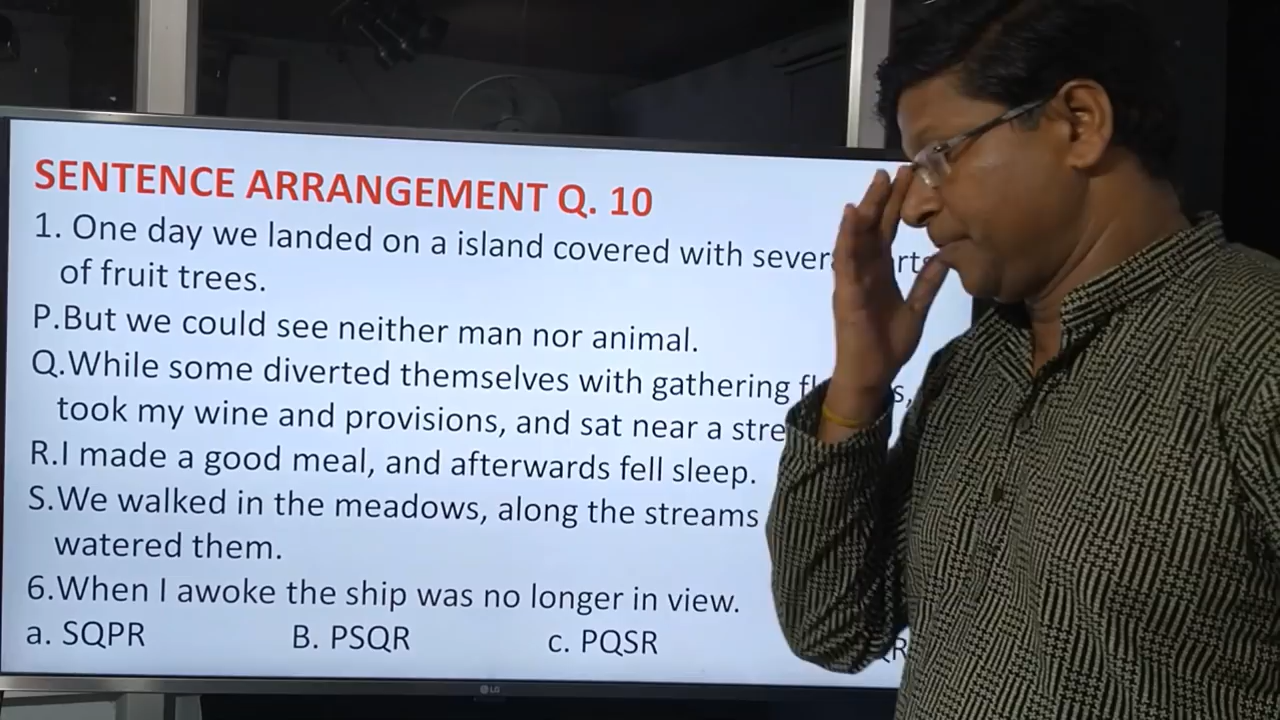 SENTENCE ARRANGEMENT Q. 10
1. One day we landed on a island covered with
of fruit trees.
P.But we could see neither man nor animal.
Q.While some diverted themselves with gathering
took my wine and provisions, and sat near a
R.I made a good meal, and afterwards fell sleep.
S.We walked in the meadows, along the streams
watered them.
6.When I awoke the ship was no longer in view.
a. SQPR B. PSQR c. PQSR
LG